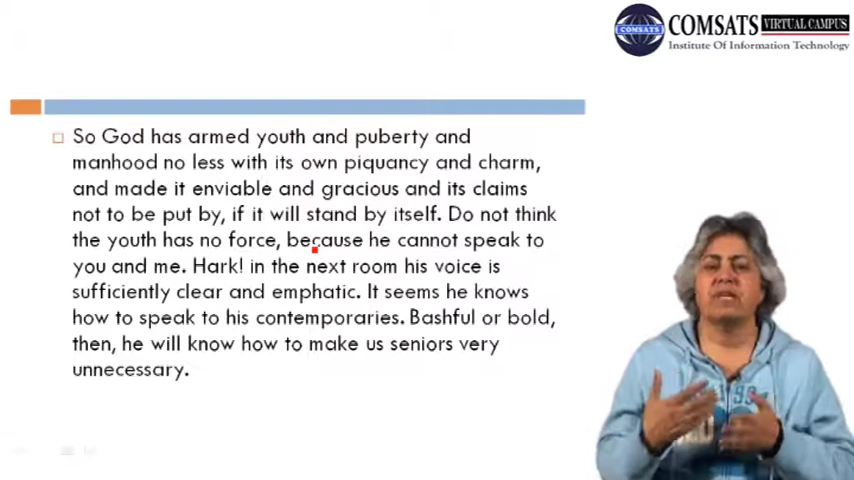 COMSATS VIRTUAL CAMPUS
Institute Of Information Technology
So God has armed youth and puberty and
manhood no less with its own piquancy and charm,
and made it enviable and gracious and its claims
not to be put by, if it will stand by itself. Do not think
the youth has no force, because he cannot speak to
you and me. Hark! in the next room his voice is
sufficiently clear and emphatic. It seems he knows
how to speak to his contemporaries. Bashful or bold,
then, he will know how to make us seniors very
unnecessary.